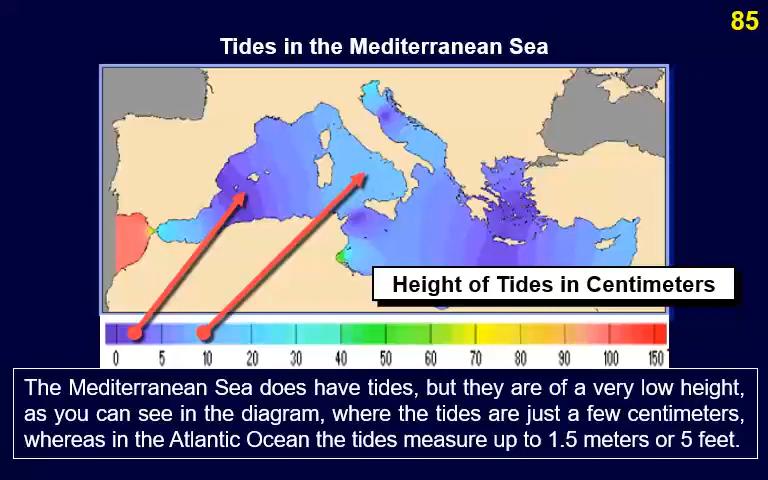 85
Tides in the Mediterranean Sea
Height of Tides in Centimeters
0 5 10 20 30 40 50 60 70 80 90 100 150
The Mediterranean Sea does have tides, but they are of a very low height,
as you can see in the diagram, where the tides are just a few centimeters,
whereas in the Atlantic Ocean the tides measure up to 1.5 meters or 5 feet.